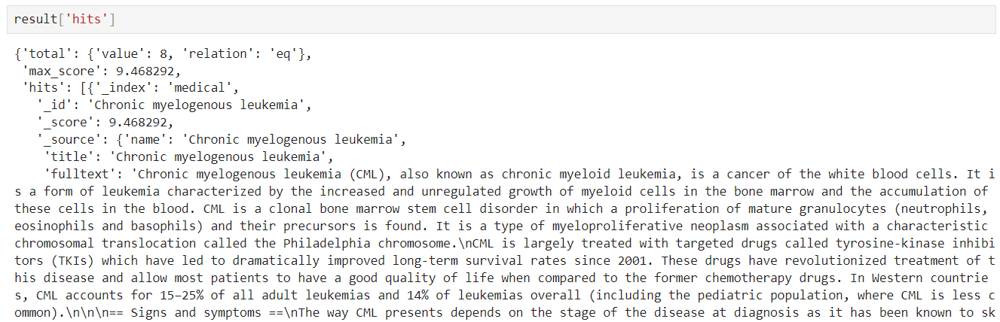 result['hits']
{'total': {'value': 8, 'relation': 'eq'},
 'max_score': 9.468292,
 'hits': [{'_index': 'medical',
   '_id': 'Chronic myelogenous leukemia',
   '_score': 9.468292,
   '_source': {'name': 'Chronic myelogenous leukemia',
    'title': 'Chronic myelogenous leukemia',
    'fulltext': 'Chronic myelogenous leukemia (CML), also known as chronic myeloid leukemia, is a cancer of the white blood cells. It i
s a form of leukemia characterized by the increased and unregulated growth of myeloid cells in the bone marrow and the accumulation of
these cells in the blood. CML is a clonal bone marrow stem cell disorder in which a proliferation of mature granulocytes (neutrophils,
eosinophils and basophils) and their precursors is found. It is a type of myeloproliferative neoplasm associated with a characteristic
chromosomal translocation called the Philadelphia chromosome.\nCML is largely treated with targeted drugs called tyrosine-kinase inhibi
tors (TKIs) which have led to dramatically improved long-term survival rates since 2001. These drugs have revolutionized treatment of t
his disease and allow most patients to have a good quality of life when compared to the former chemotherapy drugs. In Western countrie
s, CML accounts for 15–25% of all adult leukemias and 14% of leukemias overall (including the pediatric population, where CML is less c
ommon).\n\n\n== Signs and symptoms ==\nThe way CML presents depends on the stage of the disease at diagnosis as it has been known to sk